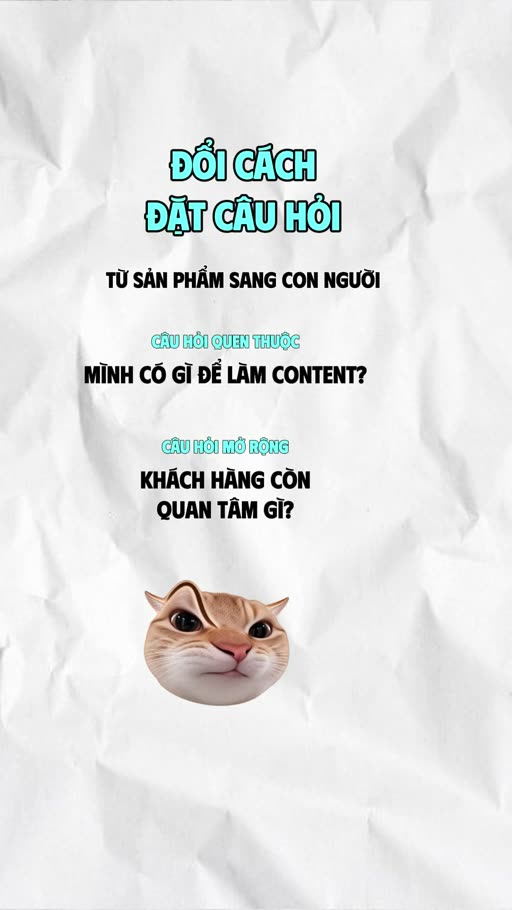 ĐỔI CÁCH
ĐẶT CÂU HỎI
TỪ SẢN PHẨM SANG CON NGƯỜI
CÂU HỎI QUEN THUỘC
MÌNH CÓ GÌ ĐỂ LÀM CONTENT?
CÂU HỎI MỞ RỘNG
KHÁCH HÀNG CÒN
QUAN TÂM GÌ?